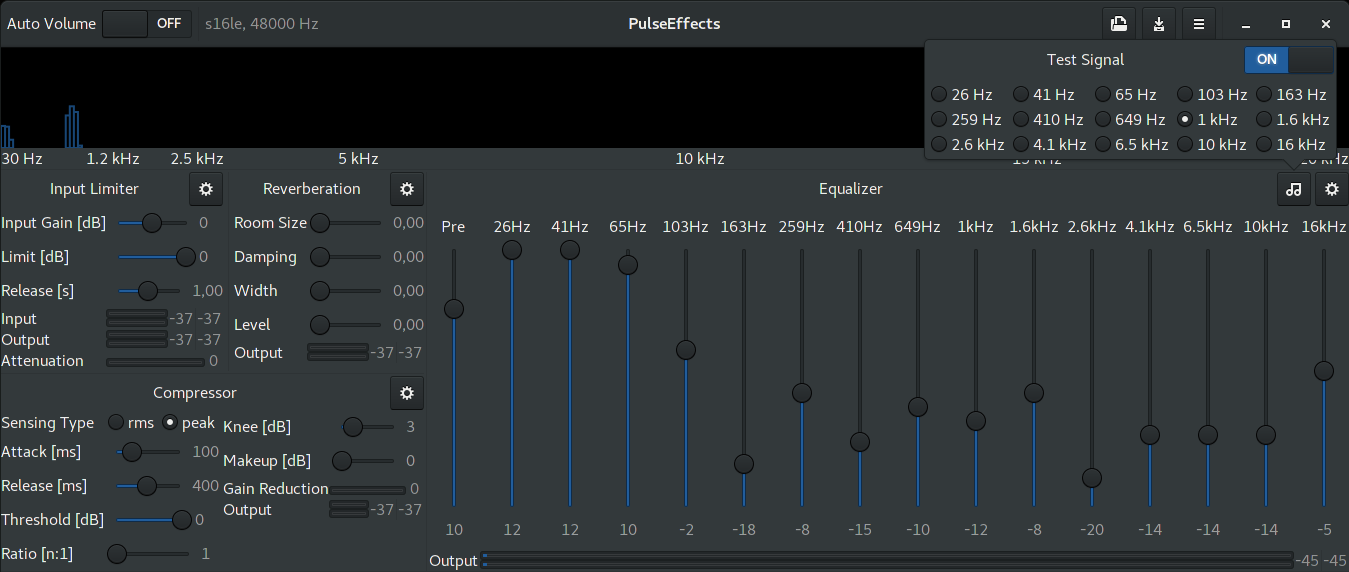 Auto Volume OFF s16le, 48000 Hz PulseEffects
Test Signal ON
26 Hz 41 Hz 65 Hz 103 Hz 163 Hz
259 Hz 410 Hz 649 Hz 1 kHz 1.6 kHz
2.6 kHz 4.1 kHz 6.5 kHz 10 kHz 16 kHz
30 Hz 1.2 kHz 2.5 kHz 5 kHz 10 kHz
Input Limiter
Input Gain [dB] 0
Limit [dB] 0
Release [s] 1,00
Input -37 -37
Output -37 -37
Attenuation 0
Reverberation
Room Size 0,00
Damping 0,00
Width 0,00
Level 0,00
Output -37 -37
Compressor
Sensing Type rms peak
Attack [ms] 100
Release [ms] 400
Threshold [dB] 0
Ratio [n:1] 1
Knee [dB] 3
Makeup [dB] 0
Gain Reduction 0
Output -37 -37
Equalizer
Pre 26Hz 41Hz 65Hz 103Hz 163Hz 259Hz 410Hz 649Hz 1kHz 1.6kHz 2.6kHz 4.1kHz 6.5kHz 10kHz 16kHz
10 12 12 10 -2 -18 -8 -15 -10 -12 -8 -20 -14 -14 -14 -5
Output -45 -45